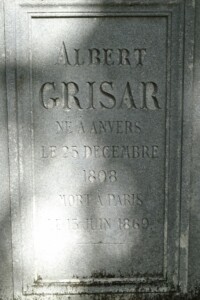 ALBERT
GRISAR
NÉ A ANVERS
LE 25 DÉCEMBRE
1808
MORT A PARIS
LE 15 JUIN 1869